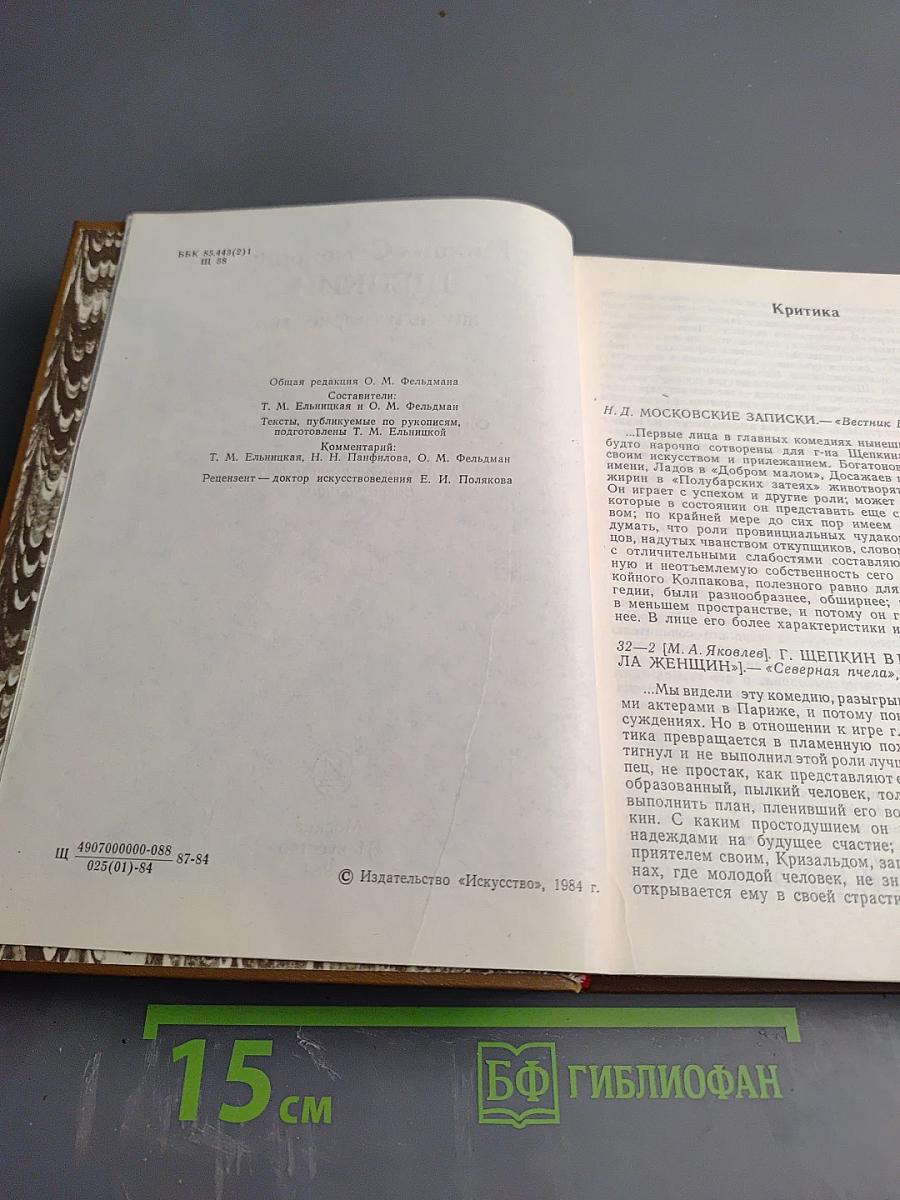 ББК 85.443(2)1
Щ 58
Общая редакция О. М. Фельдмана
Составители:
Т. М. Ельницкая и О. М. Фельдман
Тексты, публикуемые по рукописям,
подготовлены Т. М. Ельницкой
Комментарий:
Т. М. Ельницкая, Н. Н. Панфилова, О. М. Фельдман
Рецензент — доктор искусствоведения Е. И. Полякова
Щ 4907000000-088
025(01)-84 87-84
© Издательство «Искусство», 1984 г.
Критика
Н. Д. МОСКОВСКИЕ ЗАПИСКИ.— «Вестник
...Первые лица в главных комедиях нынеш
будто нарочно сотворены для г-на Щепкин
своим искусством и прилежанием. Богатонов
имени, Ладов в «Добром малом», Досажаев
жирин в «Полубарских затеях» животворят
Он играет с успехом и другие роли; может
которые в состоянии он представить еще с
вом; по крайней мере до сих пор имеем
думать, что роли провинциальных чудако
цов, надутых чванством откупщиков, слово
с отличительными слабостями составляю
ную и неотъемлемую собственность сего
койного Колпакова, полезного равно для
гедии, были разнообразнее, обширнее;
в меньшем пространстве, и потому он г
нее. В лице его более характеристики и
32—2 [М. А. Яковлев]. Г. ЩЕПКИН В
ЛА ЖЕНЩИН»].— «Северная пчела»,
...Мы видели эту комедию, разыгры
ми актерами в Париже, и потому по
суждениях. Но в отношении к игре г.
тика превращается в пламенную по
тигнул и не выполнил этой роли лучш
пец, не простак, как представляют е
образованный, пылкий человек, тол
выполнить план, пленивший его во
кин. С каким простодушием он
надеждами на будущее счастие;
приятелем своим, Кризальдом, защ
нах, где молодой человек, не зн
открывается ему в своей страсти
15 см
БФ ГИБЛИОФАН